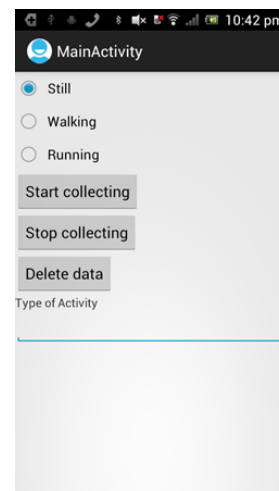 10:42 pm
MainActivity
Still
Walking
Running
Start collecting
Stop collecting
Delete data
Type of Activity